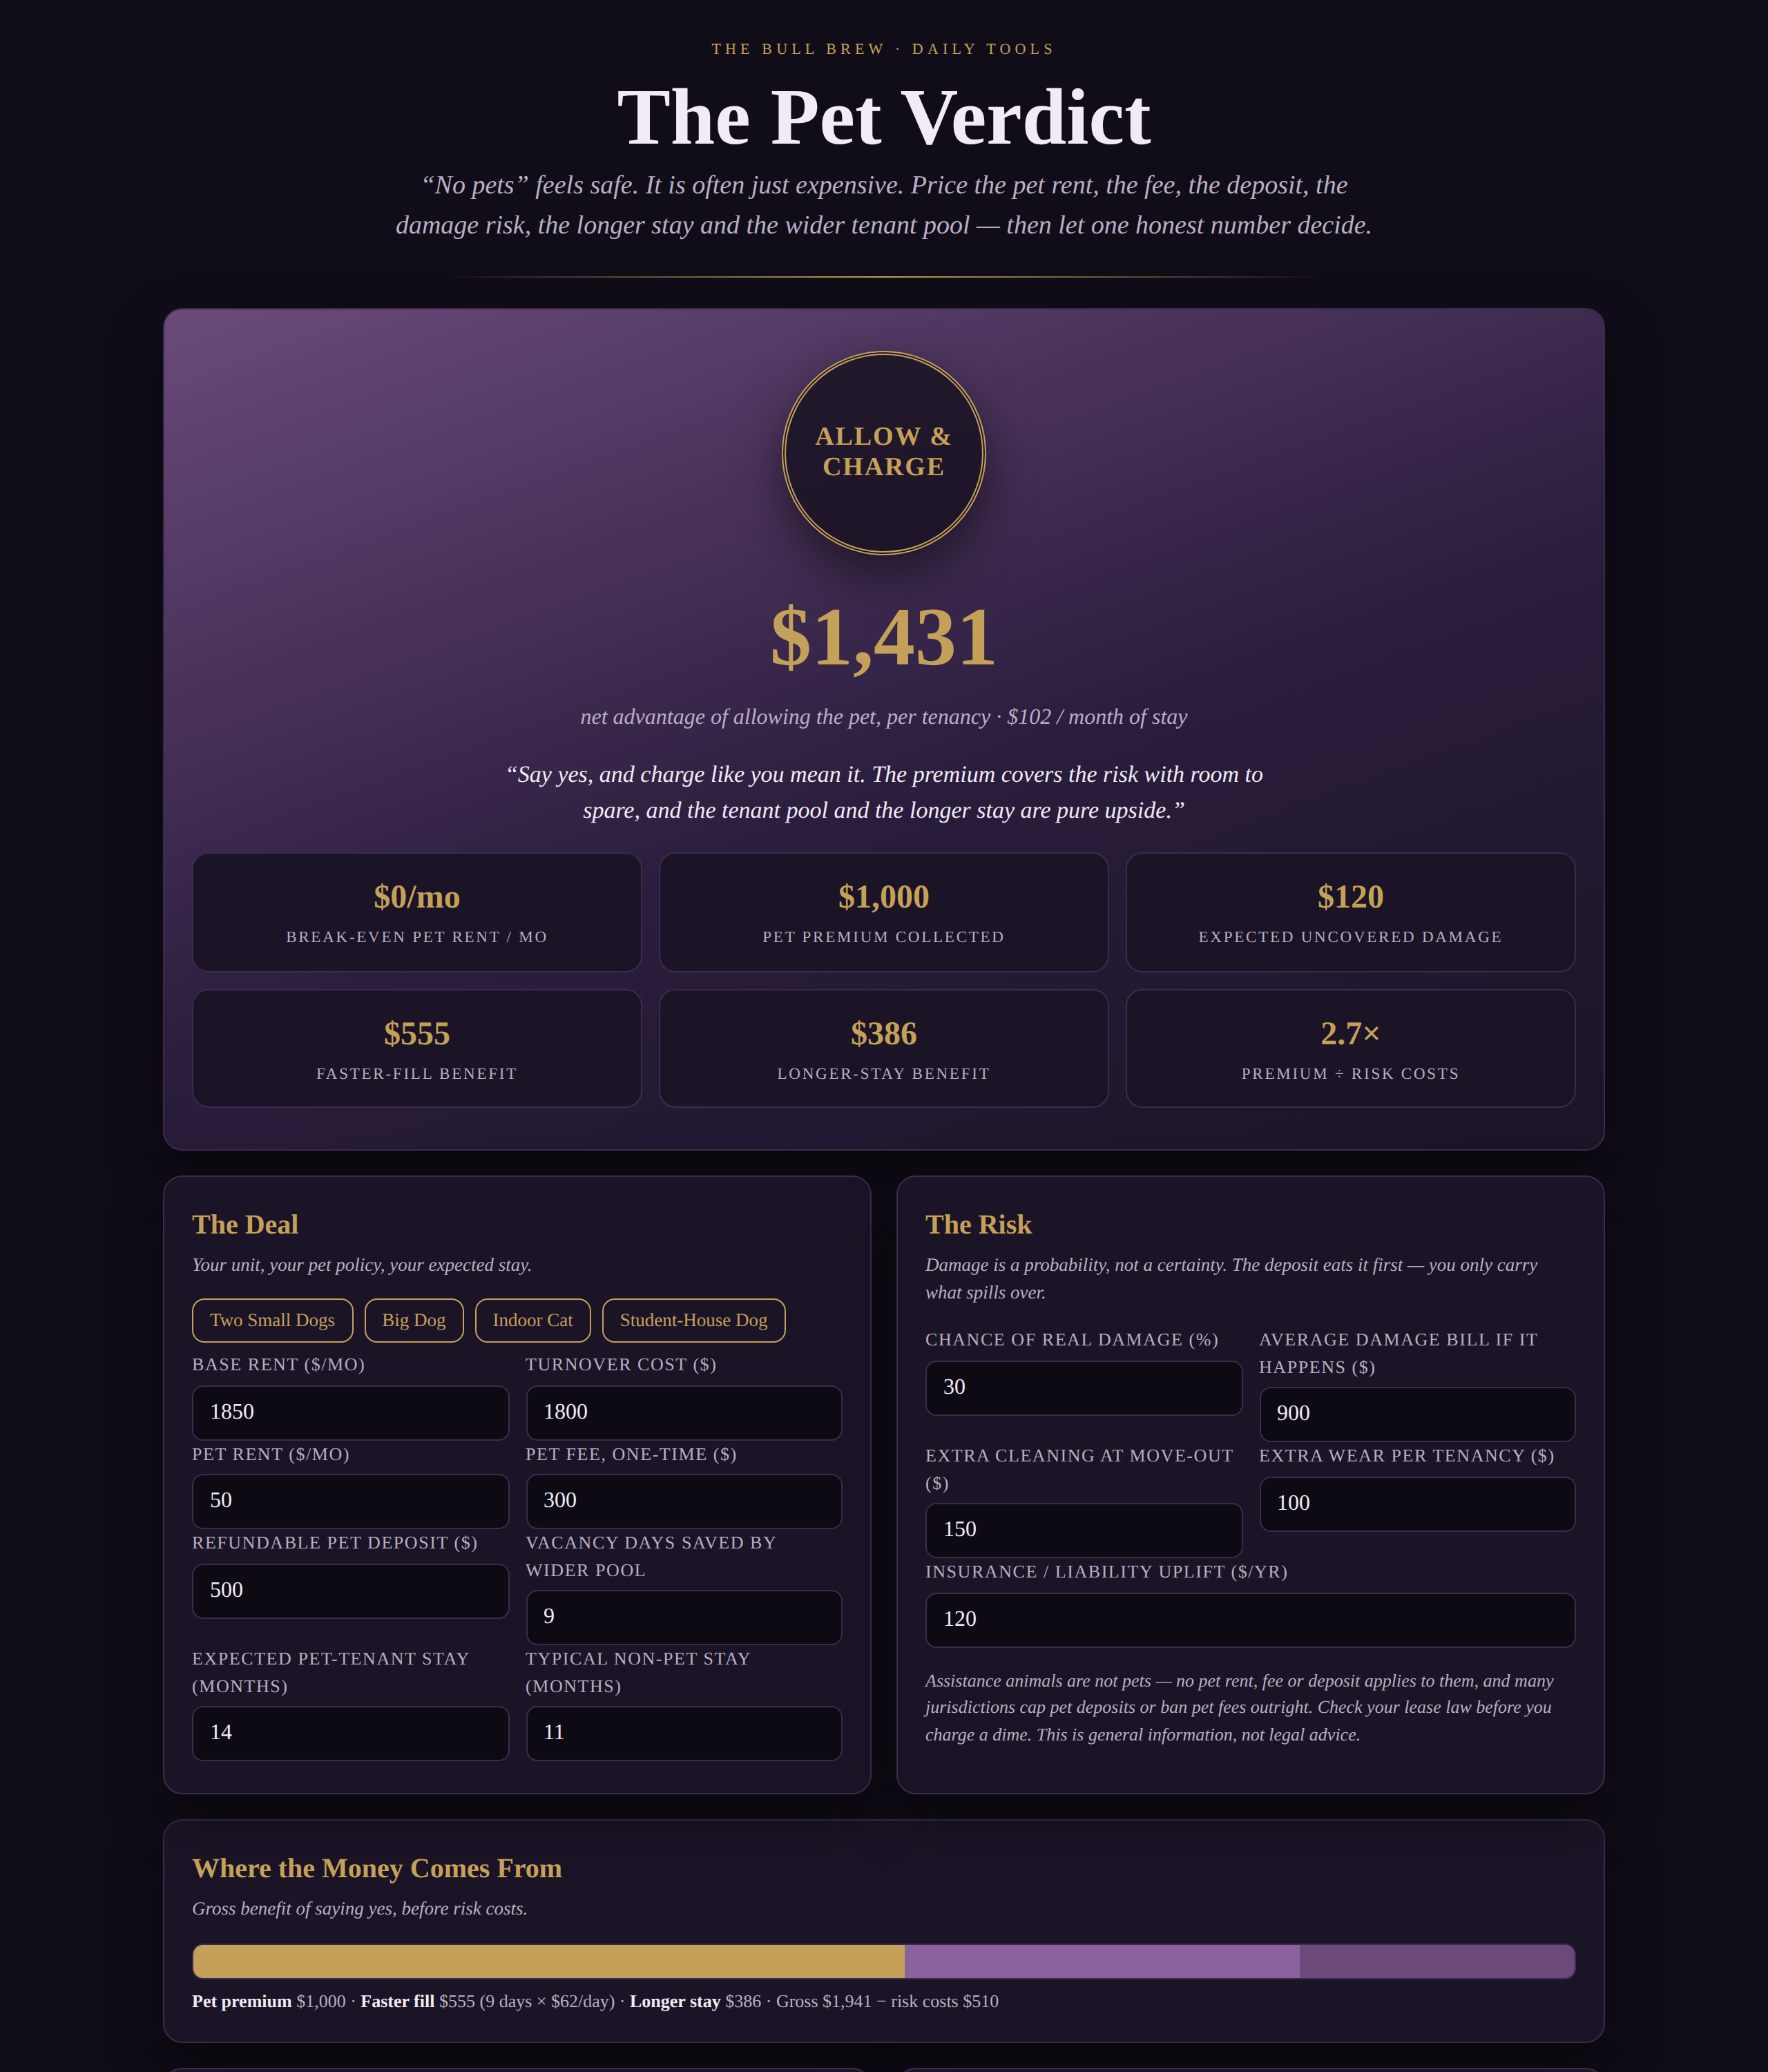 THE BULL BREW · DAILY TOOLS
The Pet Verdict
“No pets” feels safe. It is often just expensive. Price the pet rent, the fee, the deposit, the
damage risk, the longer stay and the wider tenant pool — then let one honest number decide.
ALLOW &
CHARGE
$1,431
net advantage of allowing the pet, per tenancy · $102 / month of stay
“Say yes, and charge like you mean it. The premium covers the risk with room to
spare, and the tenant pool and the longer stay are pure upside.”
$0/mo
BREAK-EVEN PET RENT / MO
$1,000
PET PREMIUM COLLECTED
$120
EXPECTED UNCOVERED DAMAGE
$555
FASTER-FILL BENEFIT
$386
LONGER-STAY BENEFIT
2.7×
PREMIUM ÷ RISK COSTS
The Deal
Your unit, your pet policy, your expected stay.
Two Small Dogs
Big Dog
Indoor Cat
Student-House Dog
BASE RENT ($/MO)
1850
TURNOVER COST ($)
1800
PET RENT ($/MO)
50
PET FEE, ONE-TIME ($)
300
REFUNDABLE PET DEPOSIT ($)
500
VACANCY DAYS SAVED BY
WIDER POOL
9
EXPECTED PET-TENANT STAY
(MONTHS)
14
TYPICAL NON-PET STAY
(MONTHS)
11
The Risk
Damage is a probability, not a certainty. The deposit eats it first — you only carry
what spills over.
CHANCE OF REAL DAMAGE (%)
30
AVERAGE DAMAGE BILL IF IT
HAPPENS ($)
900
EXTRA CLEANING AT MOVE-OUT
($)
150
EXTRA WEAR PER TENANCY ($)
100
INSURANCE / LIABILITY UPLIFT ($/YR)
120
Assistance animals are not pets — no pet rent, fee or deposit applies to them, and many
jurisdictions cap pet deposits or ban pet fees outright. Check your lease law before you
charge a dime. This is general information, not legal advice.
Where the Money Comes From
Gross benefit of saying yes, before risk costs.
Pet premium $1,000 · Faster fill $555 (9 days × $62/day) · Longer stay $386 · Gross $1,941 − risk costs $510